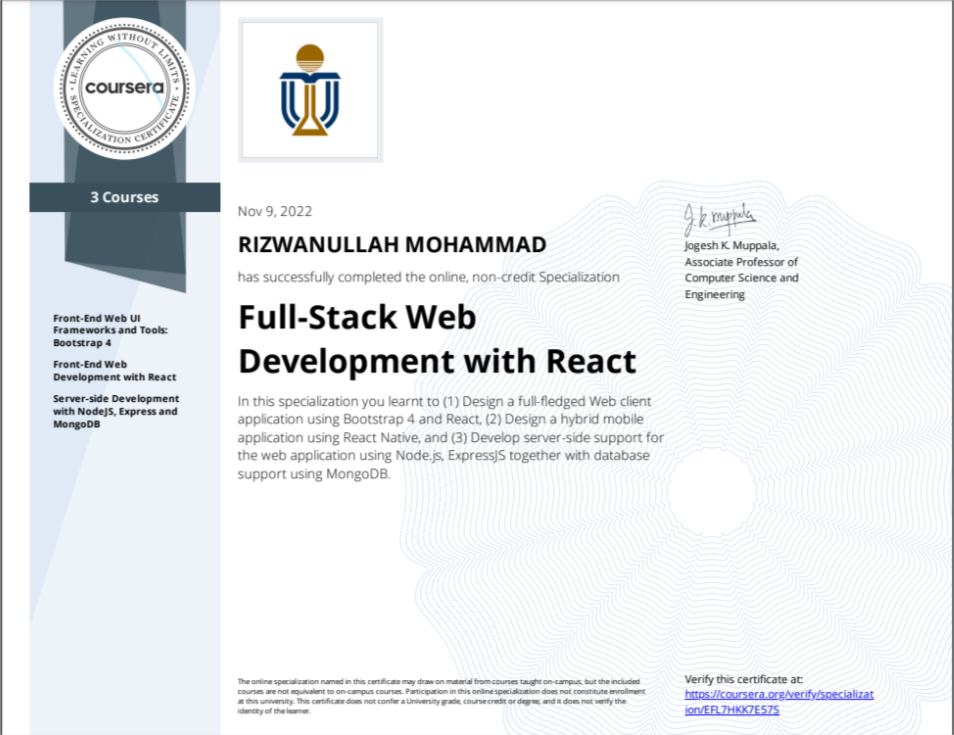 LEARNING WITHOUT LIMITS
coursera
SPECIALIZATION CERTIFICATE
3 Courses
Front-End Web UI
Frameworks and Tools:
Bootstrap 4
Front-End Web
Development with React
Server-side Development
with NodeJS, Express and
MongoDB
Nov 9, 2022
RIZWANULLAH MOHAMMAD
has successfully completed the online, non-credit Specialization
Full-Stack Web
Development with React
In this specialization you learnt to (1) Design a full-fledged Web client
application using Bootstrap 4 and React, (2) Design a hybrid mobile
application using React Native, and (3) Develop server-side support for
the web application using Node.js, ExpressJS together with database
support using MongoDB.
J. K. Muppala
Jogesh K. Muppala,
Associate Professor of
Computer Science and
Engineering
The online specialization named in this certificate may draw on material from courses taught on-campus, but the included
courses are not equivalent to on-campus courses. Participation in this online specialization does not constitute enrollment
at this university. This certificate does not confer a University grade, course credit or degree, and it does not verify the
identity of the learner.
Verify this certificate at:
https://coursera.org/verify/specializat
ion/EFL7HKK7E57S